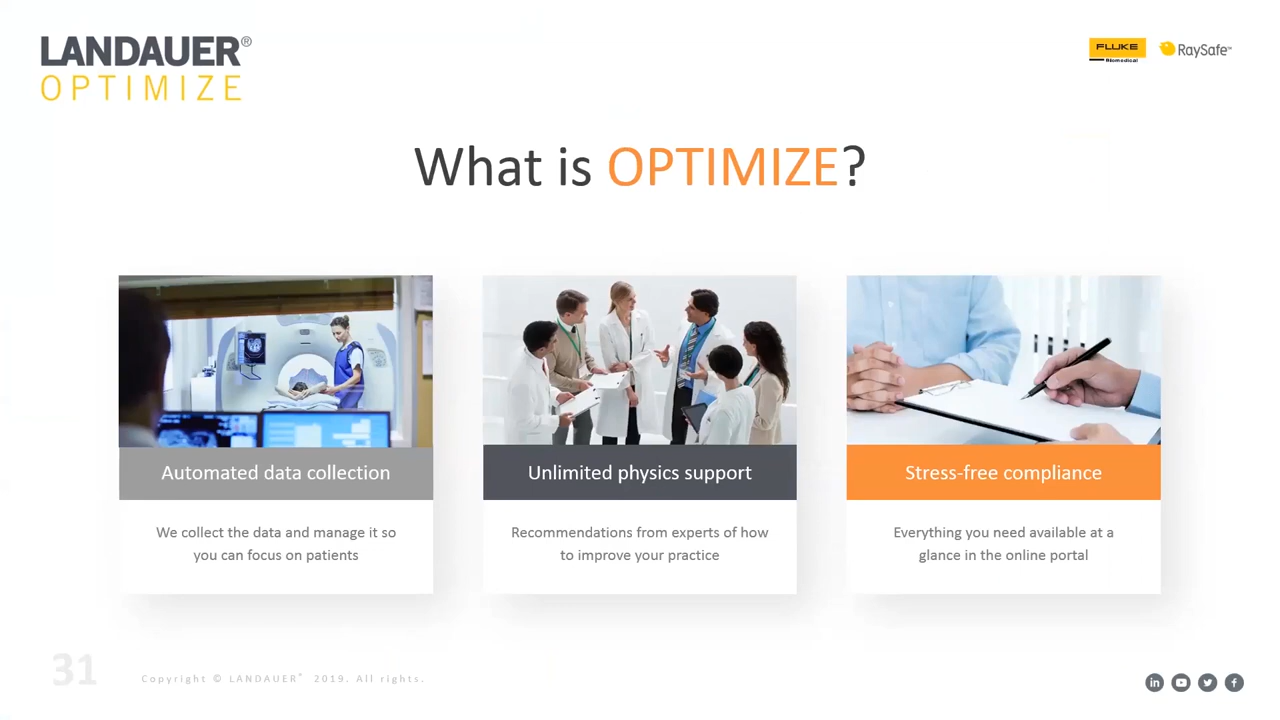 LANDAUER®
OPTIMIZE
FLUKE
Biomedical
RaySafe™
What is OPTIMIZE?
Automated data collection
We collect the data and manage it so
you can focus on patients
Unlimited physics support
Recommendations from experts of how
to improve your practice
Stress-free compliance
Everything you need available at a
glance in the online portal
31
Copyright © LANDAUER® 2019. All rights.